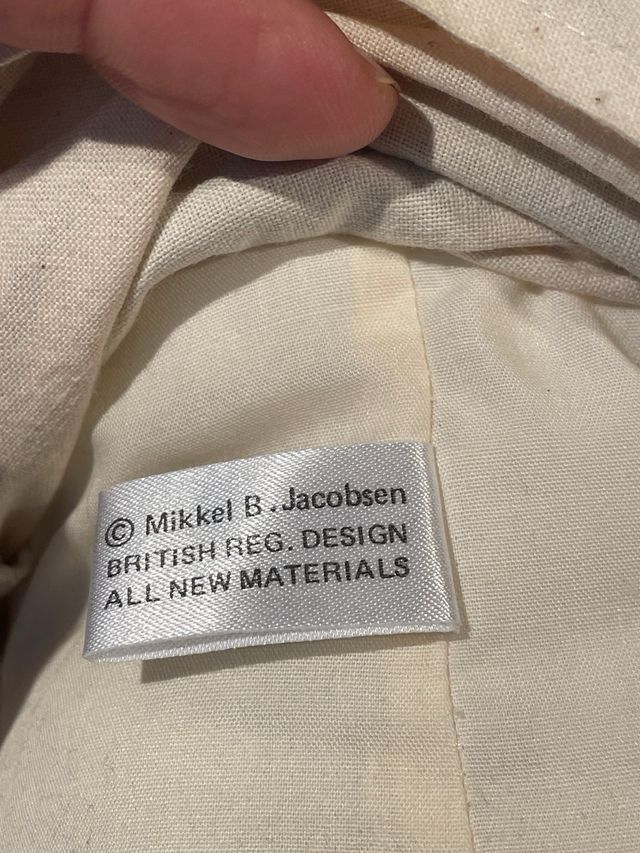 © Mikkel B. Jacobsen
BRITISH REG. DESIGN
ALL NEW MATERIALS